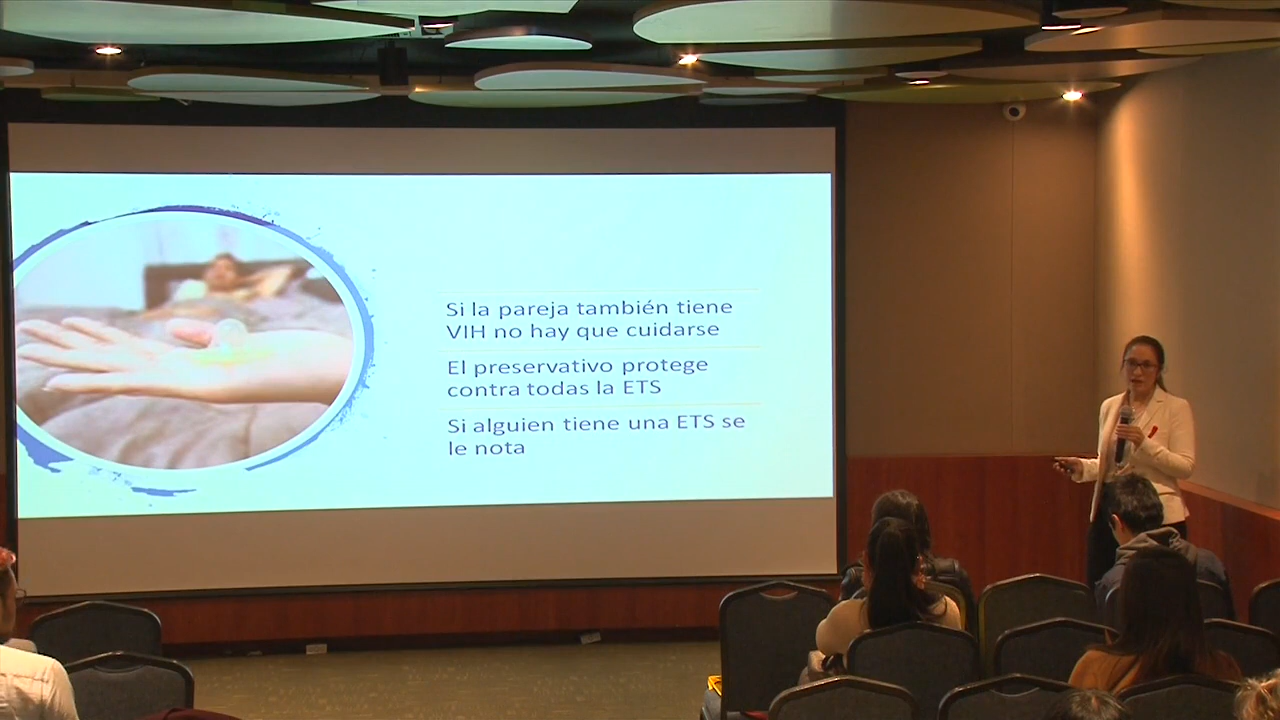 Si la pareja también tiene
VIH no hay que cuidarse
El preservativo protege
contra todas la ETS
Si alguien tiene una ETS se
le nota